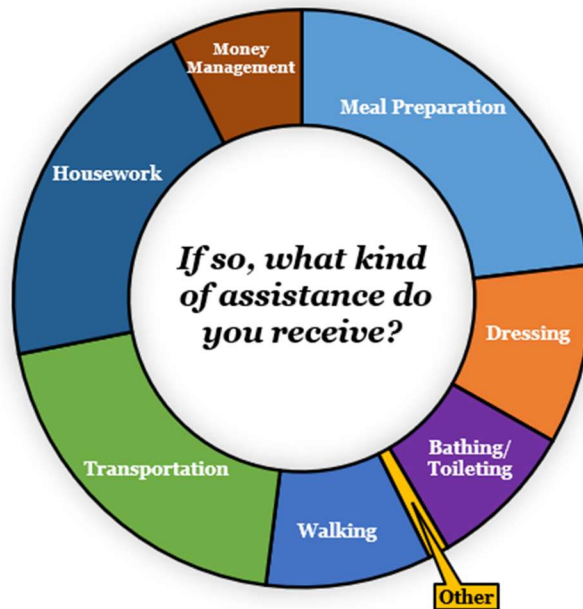 Money
Management
Meal Preparation
Housework
If so, what kind
of assistance do
you receive?
Dressing
Bathing/
Toileting
Transportation
Walking
Other